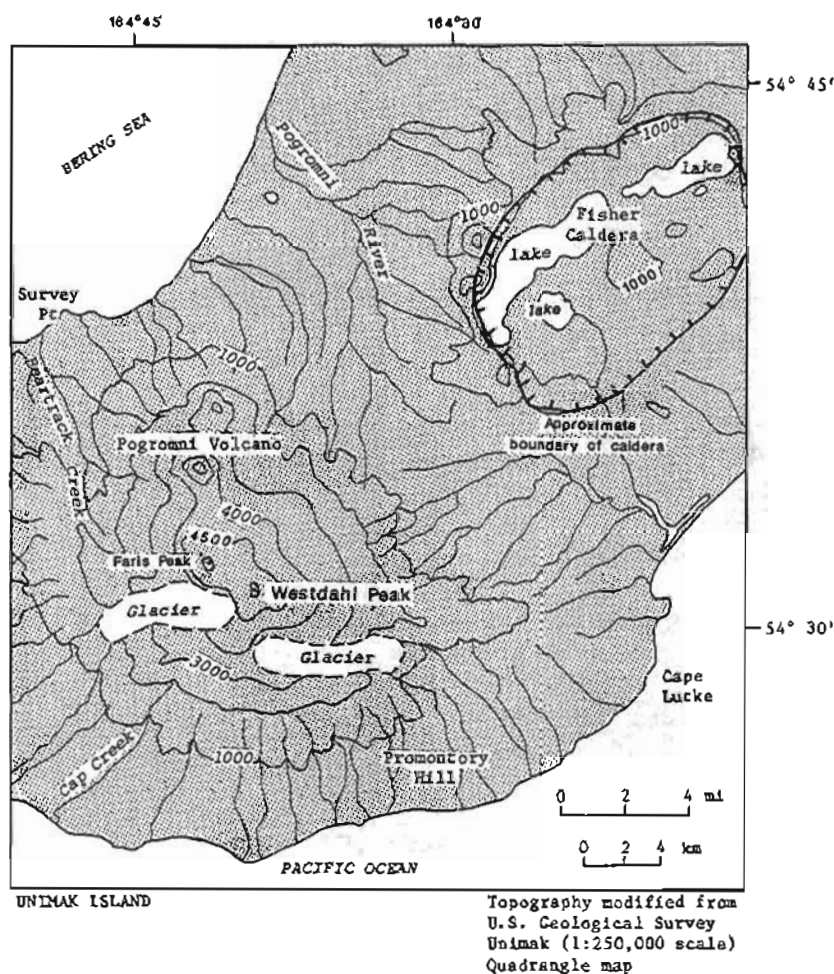 164°45'
164°30'
54° 45'
BERING SEA
Pogromni
River
1000
lake
Fisher
Caldera
1000
lake
1000
lake
Survey
Pt.
Beartrack
Creek
1000
Approximate
boundary of caldera
Pogromni Volcano
4000
4500
Faris Peak
Westdahl Peak
Glacier
54° 30'
Glacier
3000
Cape
Lutke
Cap Creek
1000
Promontory
Hill
0 2 4 mi
0 2 4 km
PACIFIC OCEAN
UNIMAK ISLAND
Topography modified from
U.S. Geological Survey
Unimak (1:250,000 scale)
Quadrangle map